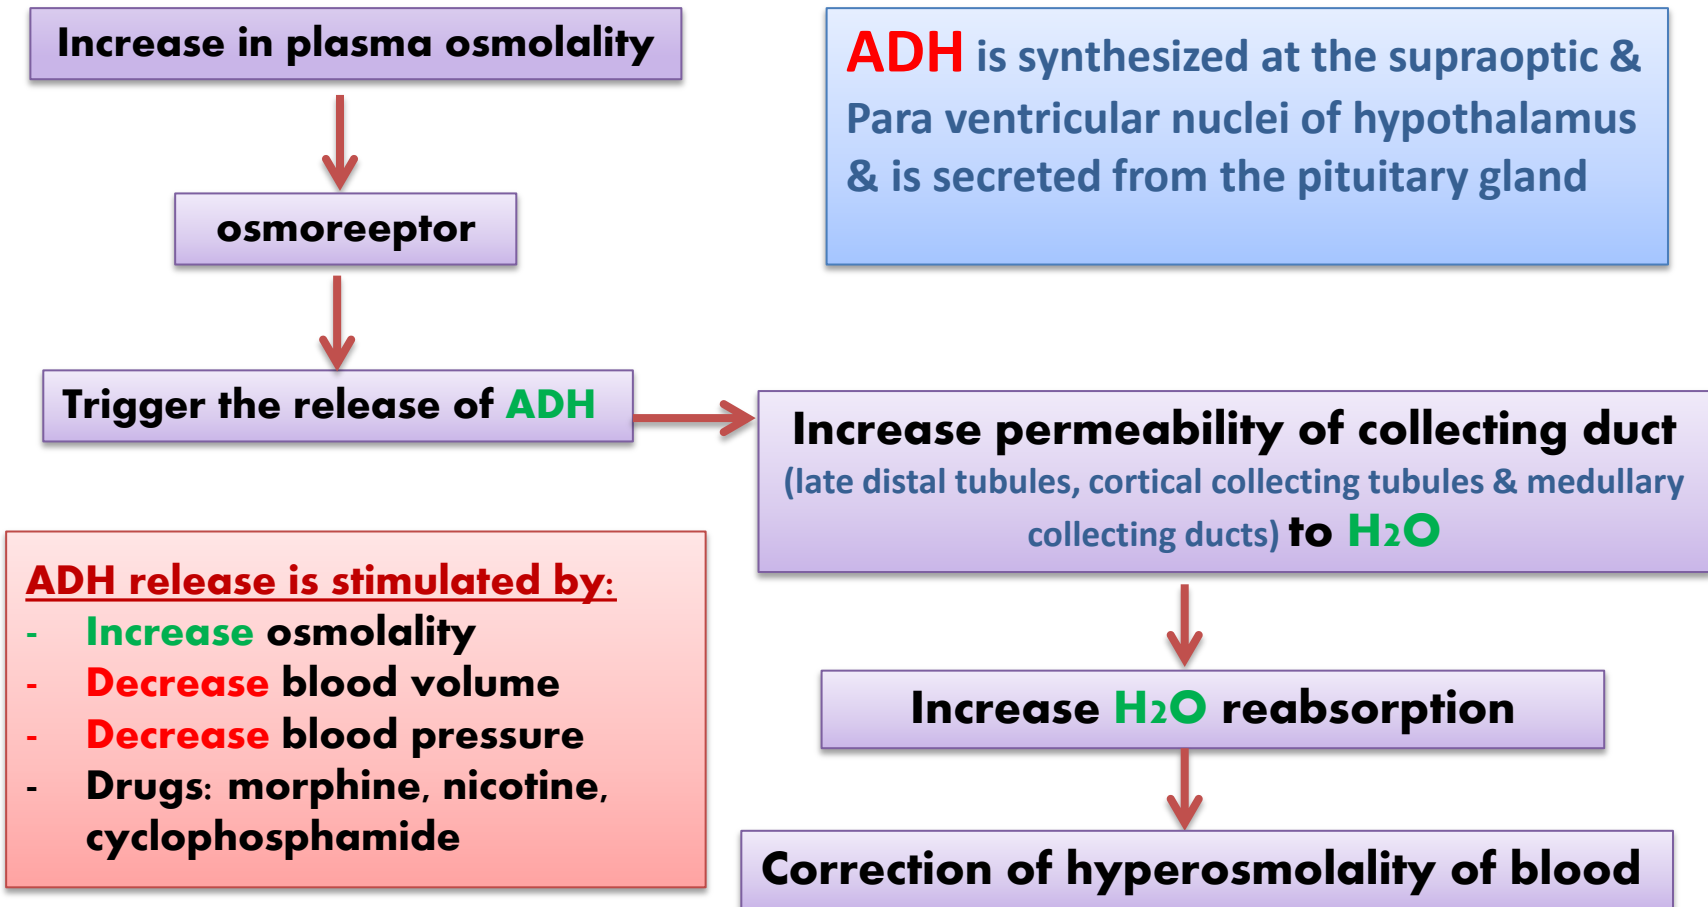 Increase in plasma osmolality
ADH is synthesized at the supraoptic &
Para ventricular nuclei of hypothalamus
& is secreted from the pituitary gland
osmoreeptor
Trigger the release of ADH
Increase permeability of collecting duct
(late distal tubules, cortical collecting tubules & medullary
collecting ducts) to H2O
ADH release is stimulated by:
- Increase osmolality
- Decrease blood volume
- Decrease blood pressure
- Drugs: morphine, nicotine,
cyclophosphamide
Increase H2O reabsorption
Correction of hyperosmolality of blood